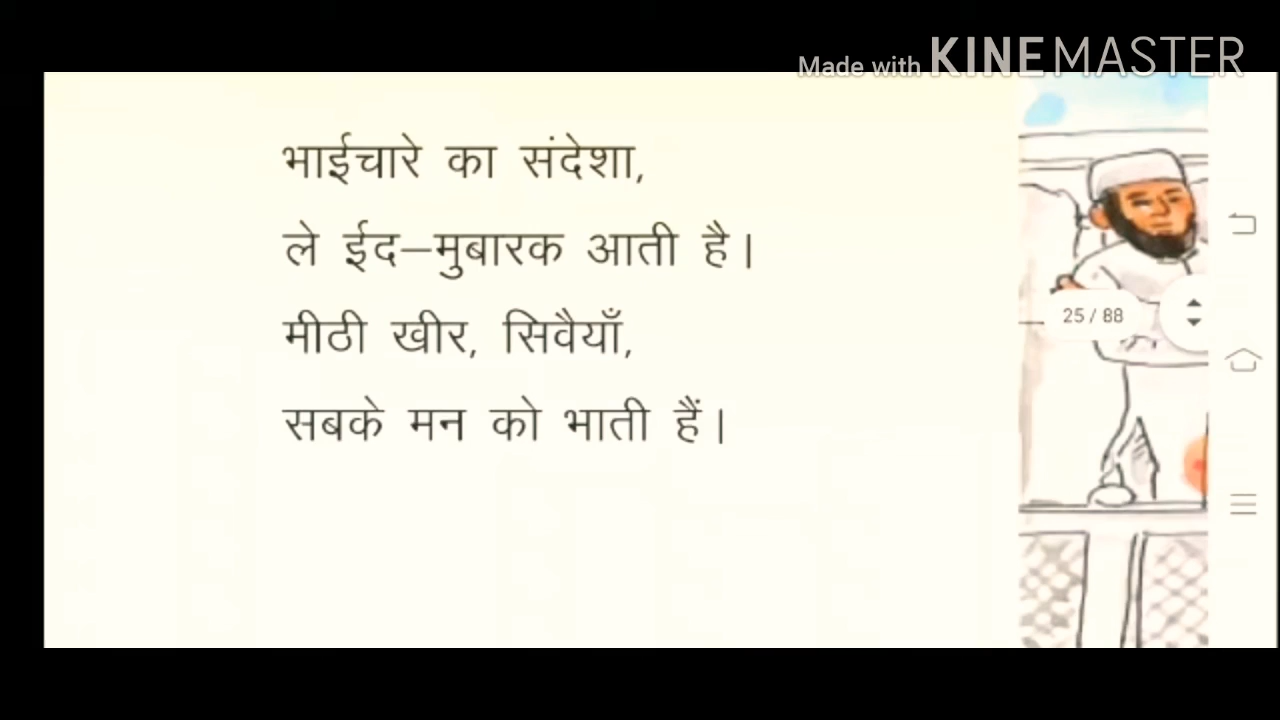 Made with KINEMASTER
भाईचारे का संदेशा,
ले ईद–मुबारक आती है।
मीठी खीर, सिवैयाँ,
25 / 88
सबके मन को भाती हैं।